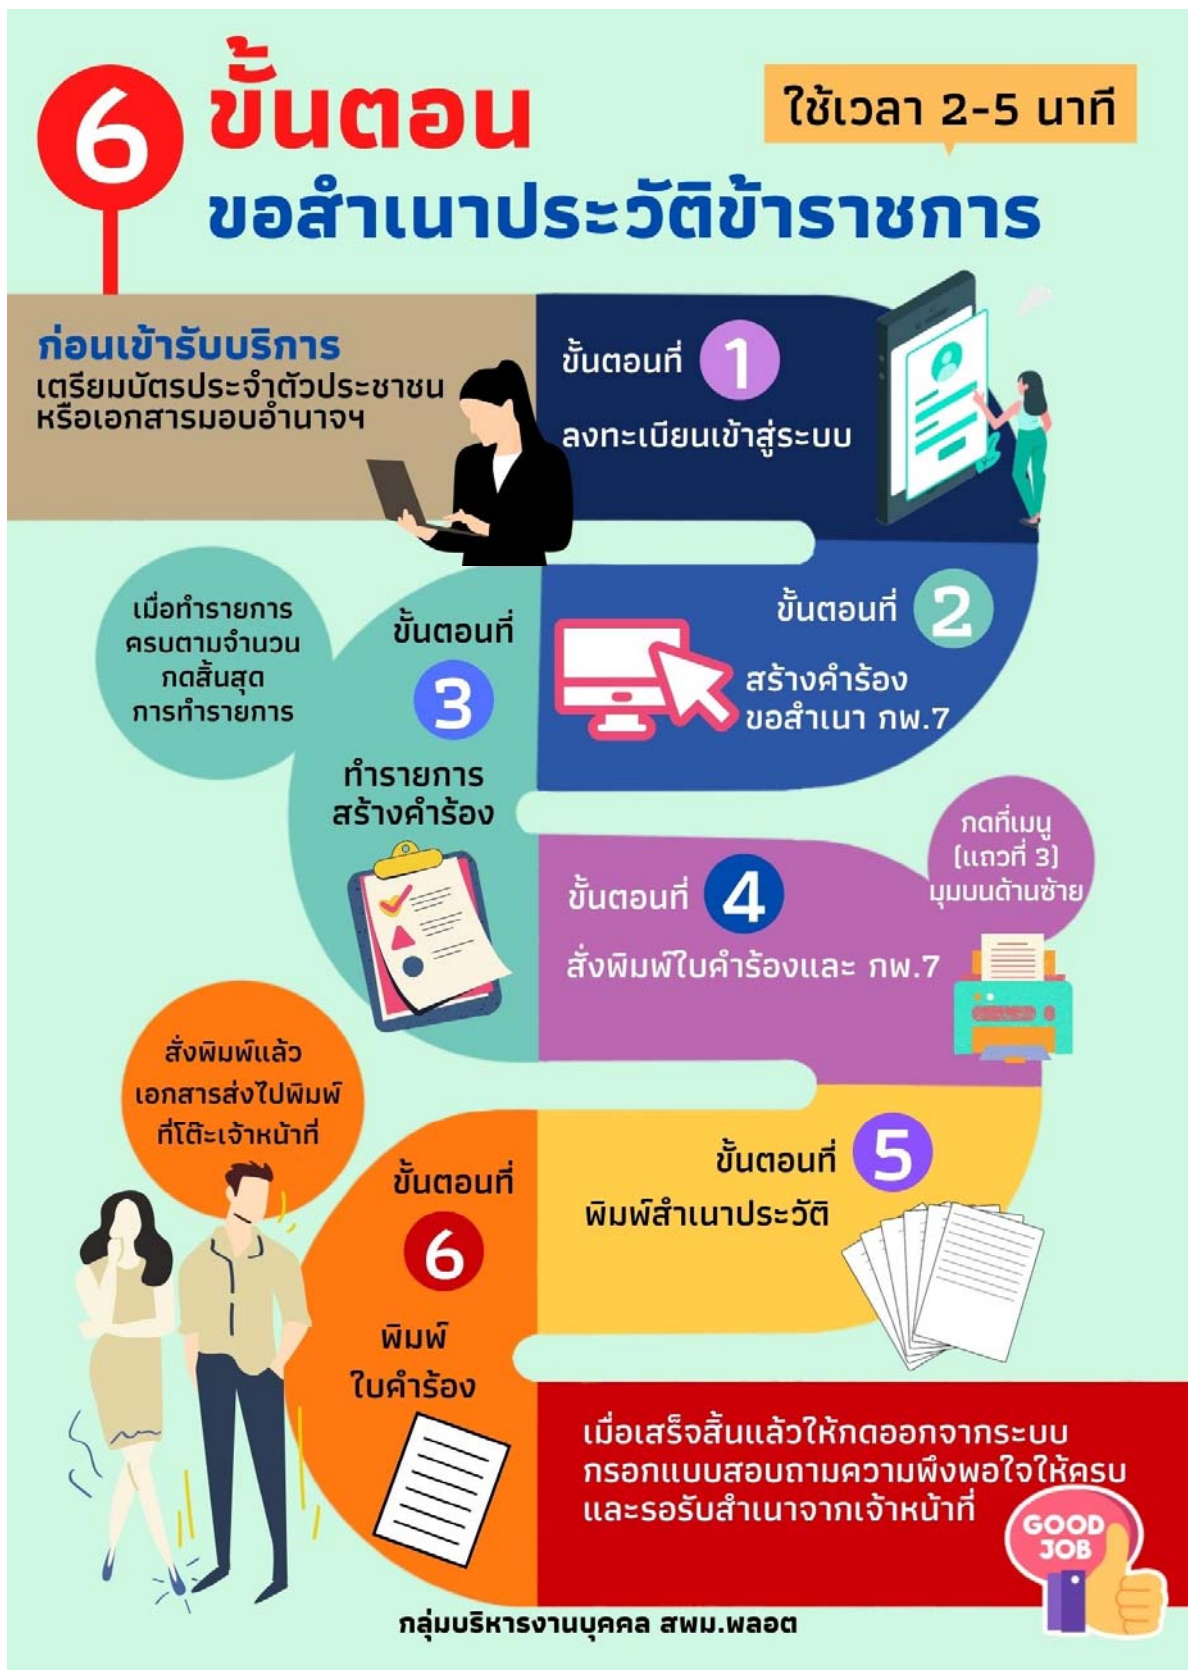 6 ขั้นตอน
ใช้เวลา 2-5 นาที
ขอสำเนาประวัติข้าราชการ
ก่อนเข้ารับบริการ
เตรียมบัตรประจำตัวประชาชน
หรือเอกสารมอบอำนาจฯ
ขั้นตอนที่ 1
ลงทะเบียนเข้าสู่ระบบ
ขั้นตอนที่ 2
สร้างคำร้อง
ขอสำเนา กพ.7
ขั้นตอนที่
3
ทำรายการ
สร้างคำร้อง
เมื่อทำรายการ
ครบตามจำนวน
กดสิ้นสุด
การทำรายการ
ขั้นตอนที่ 4
สั่งพิมพ์ใบคำร้องและ กพ.7
กดที่เมนู
(แถวที่ 3)
มุมบนด้านซ้าย
ขั้นตอนที่ 5
พิมพ์สำเนาประวัติ
สั่งพิมพ์แล้ว
เอกสารส่งไปพิมพ์
ที่โต๊ะเจ้าหน้าที่
ขั้นตอนที่
6
พิมพ์
ใบคำร้อง
เมื่อเสร็จสิ้นแล้วให้กดออกจากระบบ
กรอกแบบสอบถามความพึงพอใจให้ครบ
และรอรับสำเนาจากเจ้าหน้าที่
GOOD
JOB
กลุ่มบริหารงานบุคคล สพม.พลอต